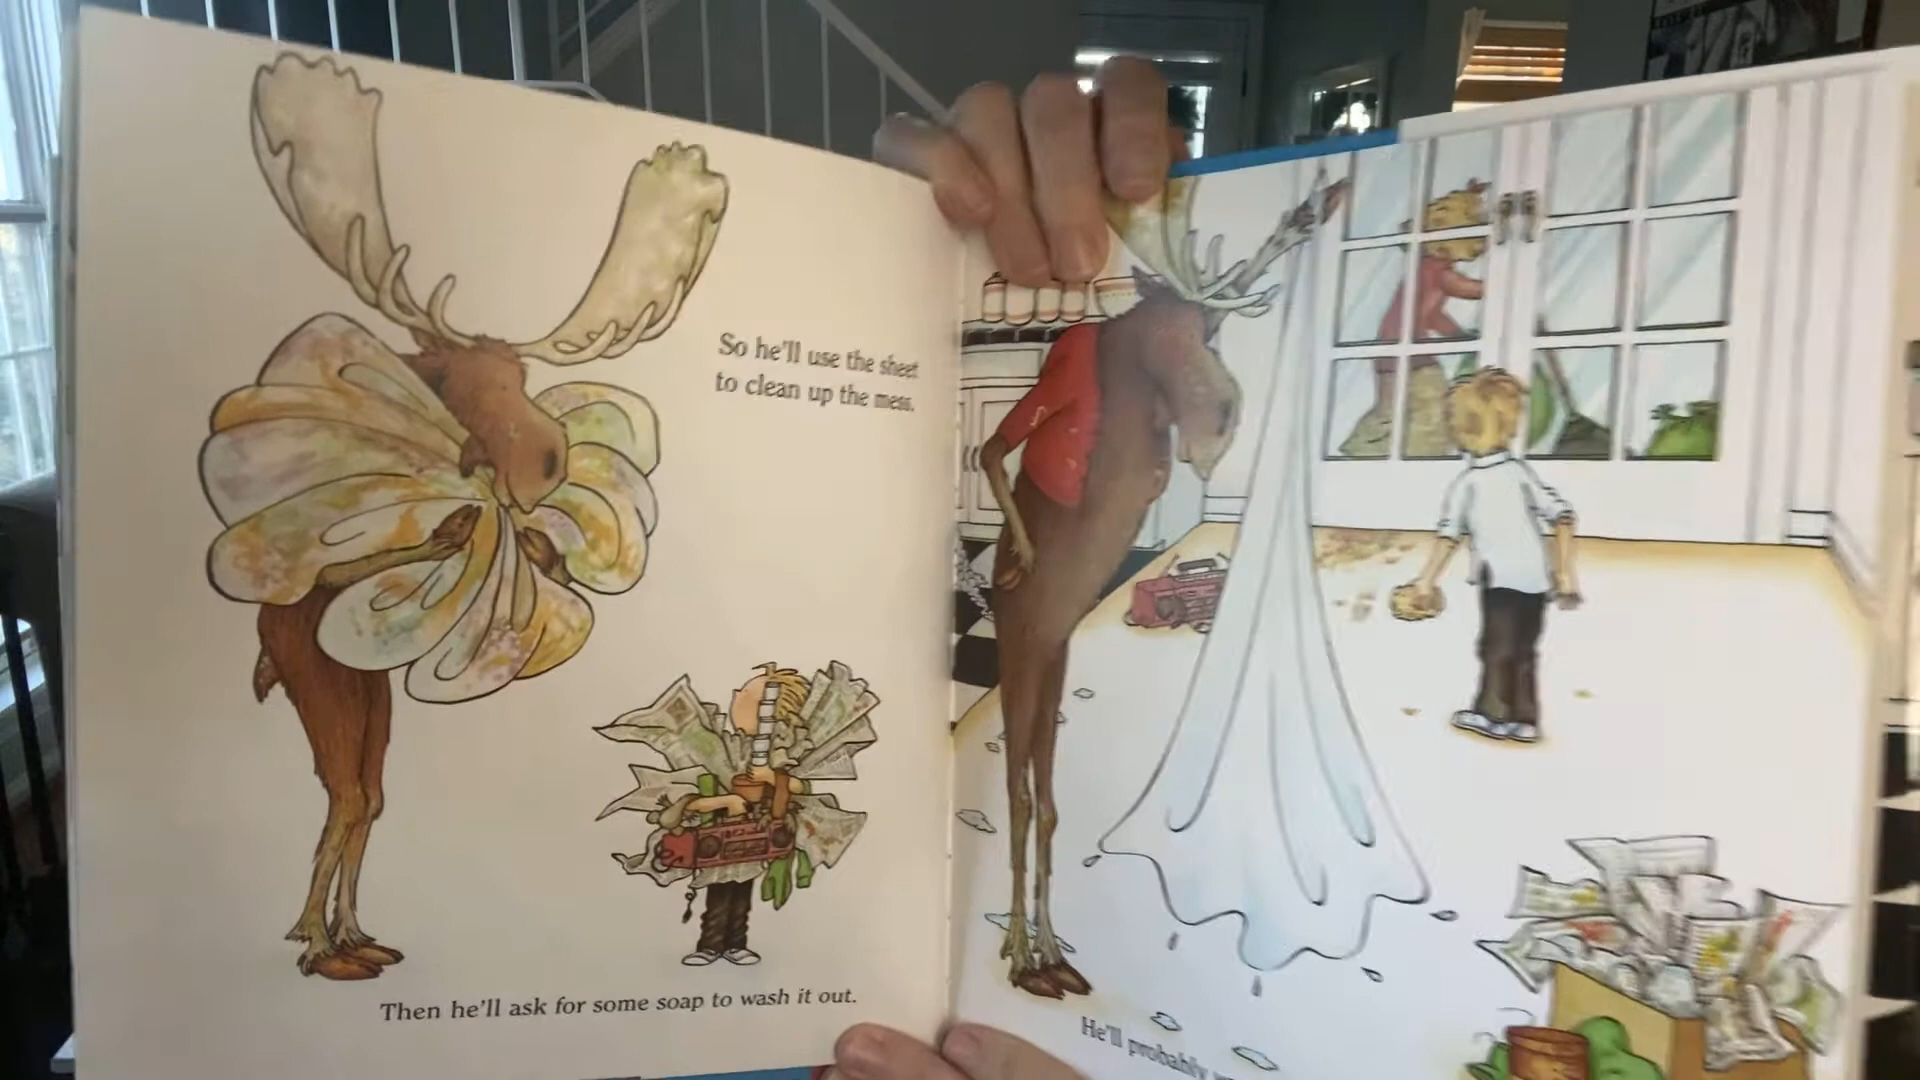 So he'll use the sheet
to clean up the mess.
Then he'll ask for some soap to wash it out.
He'll probably